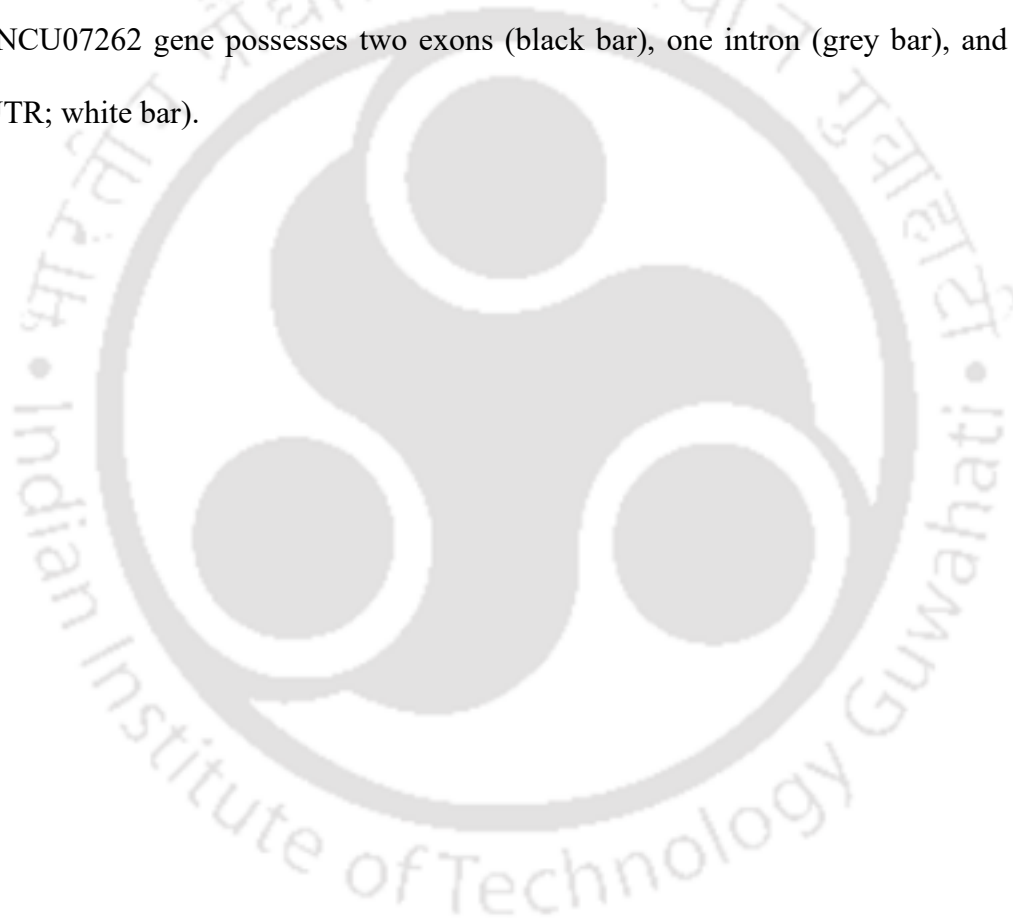 NCU07262 gene possesses two exons (black bar), one intron (grey bar), and
TR; white bar).
• Indian Institute of Technology Guwahati •